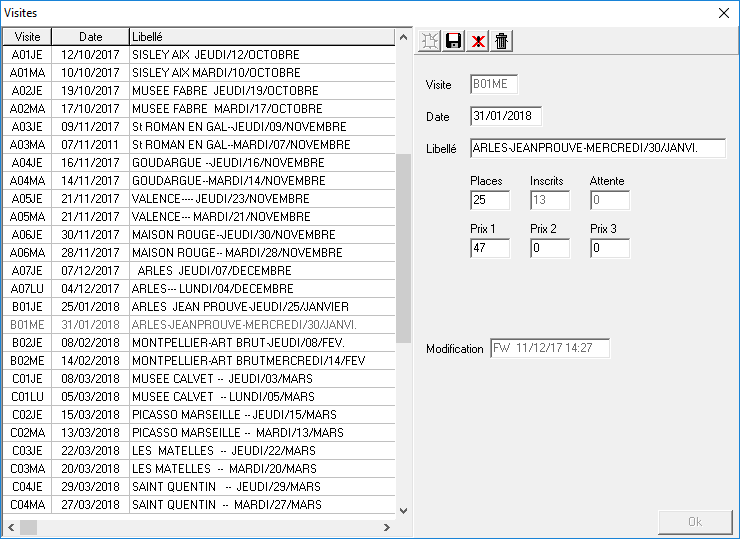 Visites
Visite Date Libellé
A01JE 12/10/2017 SISLEY AIX JEUDI/12/OCTOBRE
A01MA 10/10/2017 SISLEY AIX MARDI/10/OCTOBRE
A02JE 19/10/2017 MUSEE FABRE JEUDI/19/OCTOBRE
A02MA 17/10/2017 MUSEE FABRE MARDI/17/OCTOBRE
A03JE 09/11/2017 St ROMAN EN GAL--JEUDI/09/NOVEMBRE
A03MA 07/11/2011 St ROMAN EN GAL--MARDI/07/NOVEMBRE
A04JE 16/11/2017 GOUDARGUE --JEUDI/16/NOVEMBRE
A04MA 14/11/2017 GOUDARGUE--MARDI/14/NOVEMBRE
A05JE 21/11/2017 VALENCE---- JEUDI/23/NOVEMBRE
A05MA 21/11/2017 VALENCE--- MARDI/21/NOVEMBRE
A06JE 30/11/2017 MAISON ROUGE--JEUDI/30/NOVEMBRE
A06MA 28/11/2017 MAISON ROUGE-- MARDI/28/NOVEMBRE
A07JE 07/12/2017 ARLES JEUDI/07/DECEMBRE
A07LU 04/12/2017 ARLES--- LUNDI/04/DECEMBRE
B01JE 25/01/2018 ARLES JEAN PROUVE-JEUDI/25/JANVIER
B01ME 31/01/2018 ARLES-JEANPROUVE-MERCREDI/30/JANVI.
B02JE 08/02/2018 MONTPELLIER-ART BRUT-JEUDI/08/FEV.
B02ME 14/02/2018 MONTPELLIER-ART BRUTMERCREDI/14/FEV
C01JE 08/03/2018 MUSEE CALVET -- JEUDI/03/MARS
C01LU 05/03/2018 MUSEE CALVET -- LUNDI/05/MARS
C02JE 15/03/2018 PICASSO MARSEILLE -- JEUDI/15/MARS
C02MA 13/03/2018 PICASSO MARSEILLE -- MARDI/13/MARS
C03JE 22/03/2018 LES MATELLES -- JEUDI/22/MARS
C03MA 20/03/2018 LES MATELLES -- MARDI/20/MARS
C04JE 29/03/2018 SAINT QUENTIN -- JEUDI/29/MARS
C04MA 27/03/2018 SAINT QUENTIN -- MARDI/27/MARS
Visite B01ME
Date 31/01/2018
Libellé ARLES-JEANPROUVE-MERCREDI/30/JANVI.
Places Inscrits Attente
25 13 0
Prix 1 Prix 2 Prix 3
47 0 0
Modification FW 11/12/17 14:27
Ok